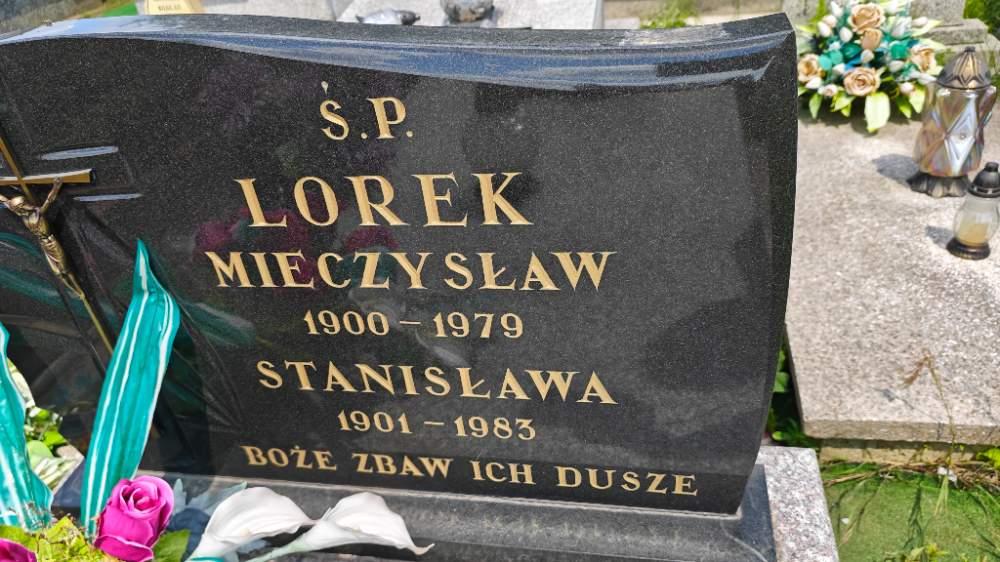 Ś.P.
LOREK
MIECZYSŁAW
1900 – 1979
STANISŁAWA
1901 – 1983
BOŻE ZBAW ICH DUSZE